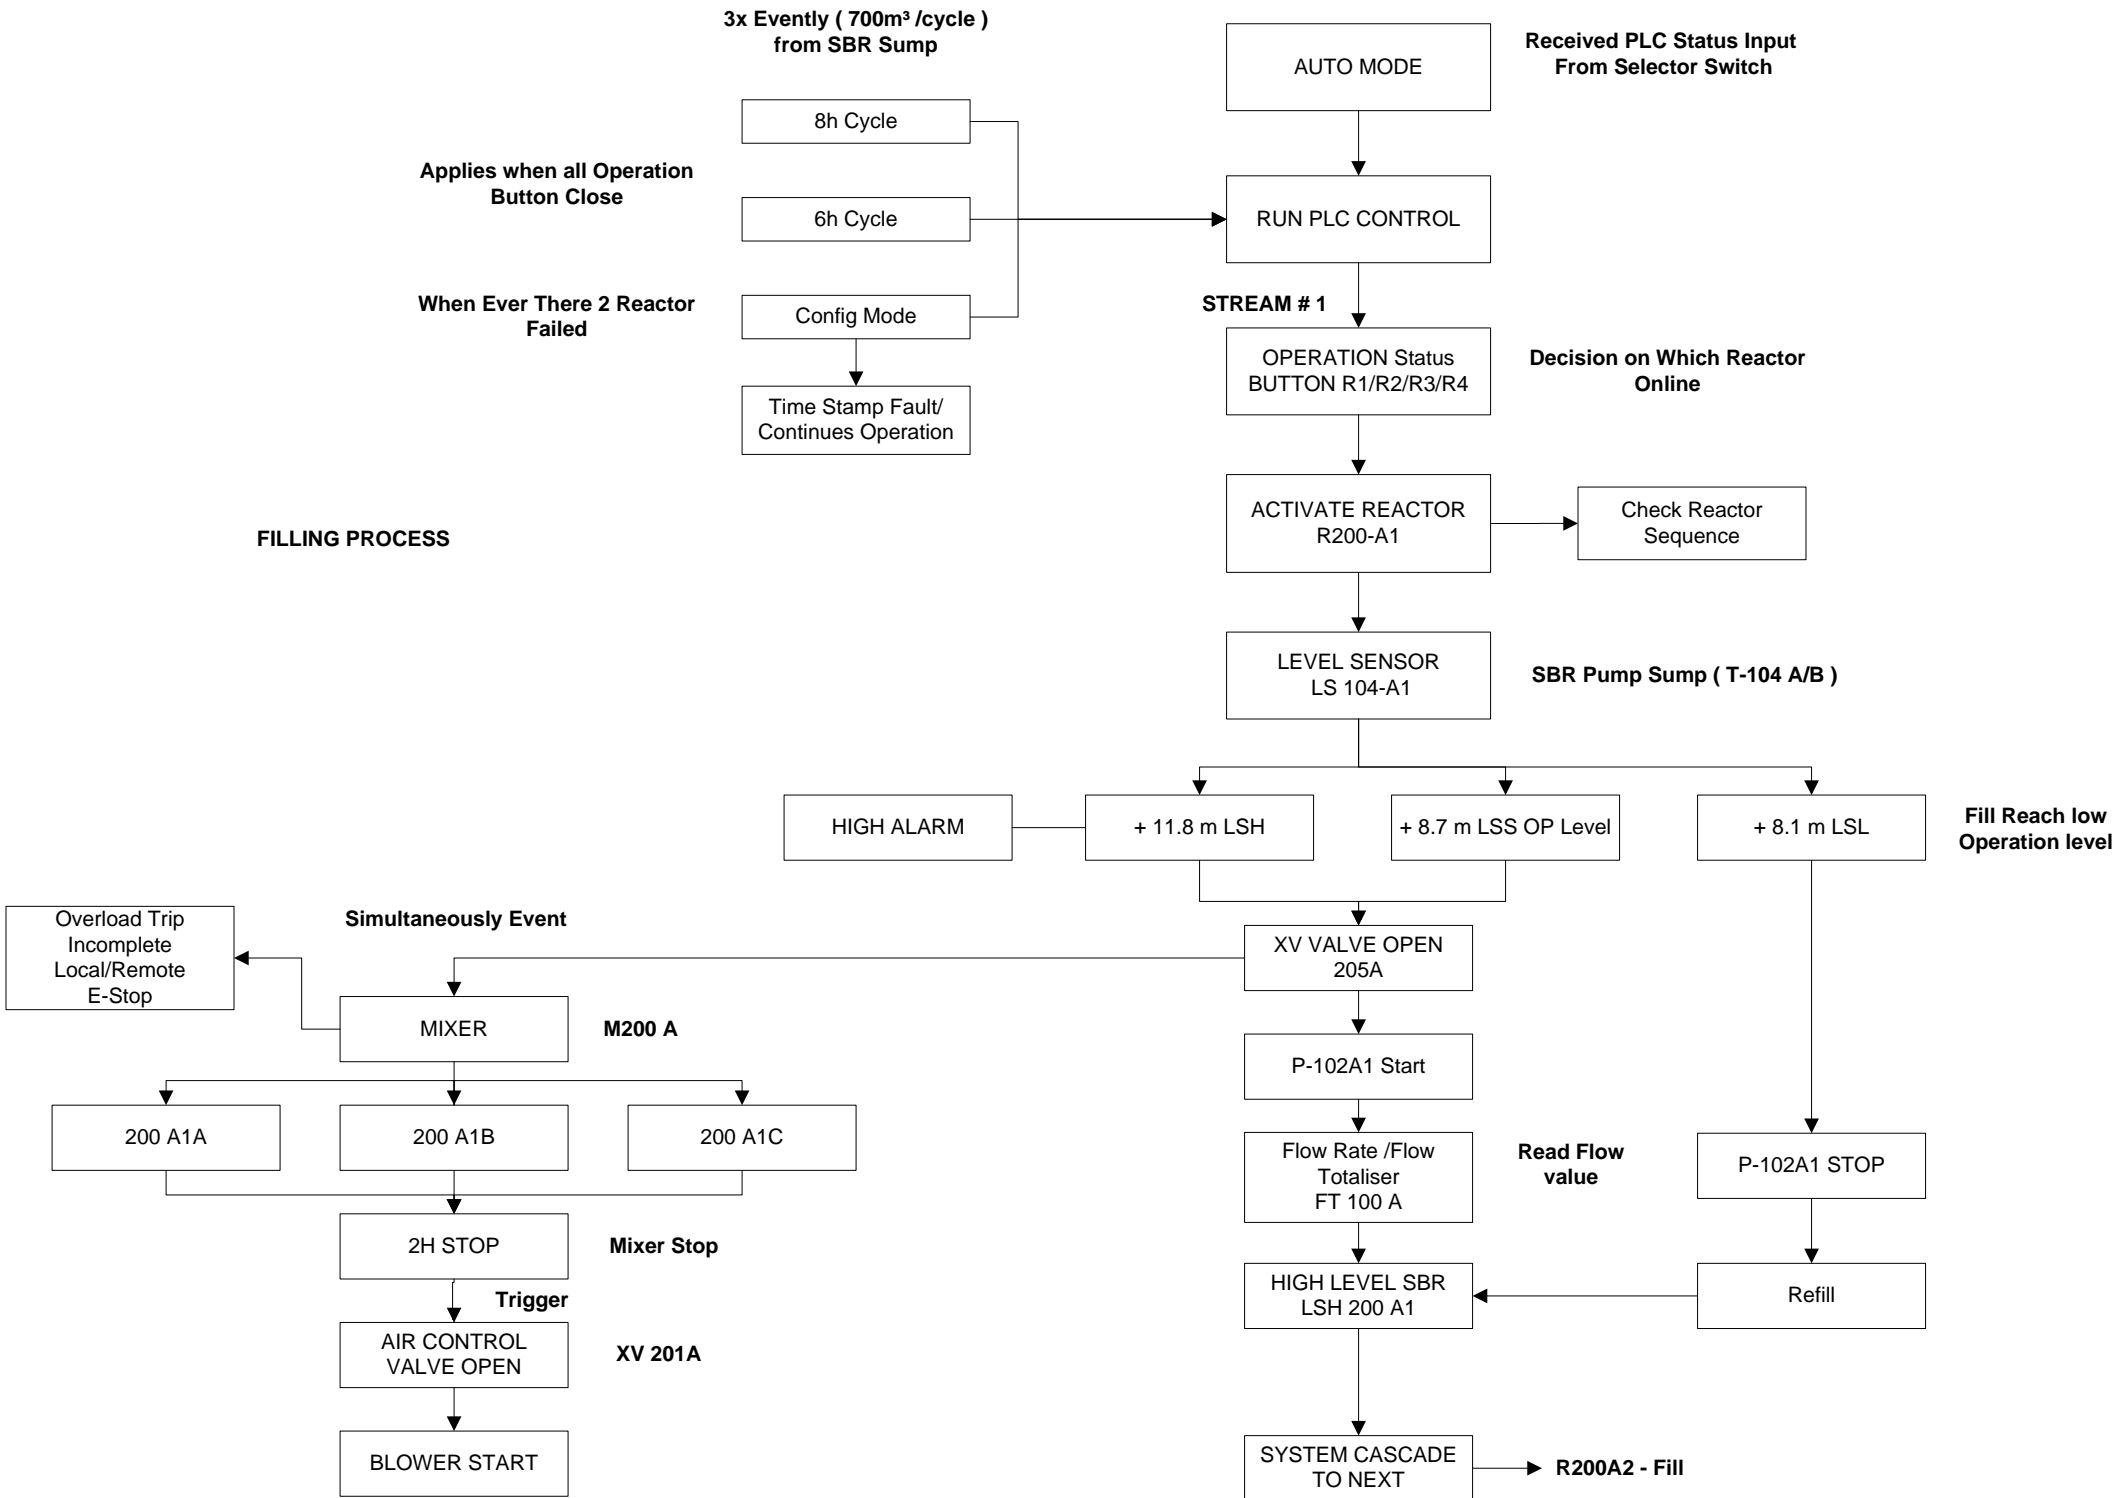 3x Evently ( 700m³ /cycle )
from SBR Sump
AUTO MODE
Received PLC Status Input
From Selector Switch
8h Cycle
Applies when all Operation
Button Close
6h Cycle
RUN PLC CONTROL
When Ever There 2 Reactor
Failed
Config Mode
STREAM # 1
Time Stamp Fault/
Continues Operation
OPERATION Status
BUTTON R1/R2/R3/R4
Decision on Which Reactor
Online
FILLING PROCESS
ACTIVATE REACTOR
R200-A1
Check Reactor
Sequence
LEVEL SENSOR
LS 104-A1
SBR Pump Sump ( T-104 A/B )
HIGH ALARM
+ 11.8 m LSH
+ 8.7 m LSS OP Level
+ 8.1 m LSL
Fill Reach low
Operation level
Overload Trip
Incomplete
Local/Remote
E-Stop
Simultaneously Event
XV VALVE OPEN
205A
MIXER
M200 A
P-102A1 Start
200 A1A
200 A1B
200 A1C
Flow Rate /Flow
Totaliser
FT 100 A
Read Flow
value
P-102A1 STOP
2H STOP
Mixer Stop
Trigger
HIGH LEVEL SBR
LSH 200 A1
Refill
AIR CONTROL
VALVE OPEN
XV 201A
BLOWER START
SYSTEM CASCADE
TO NEXT
R200A2 - Fill